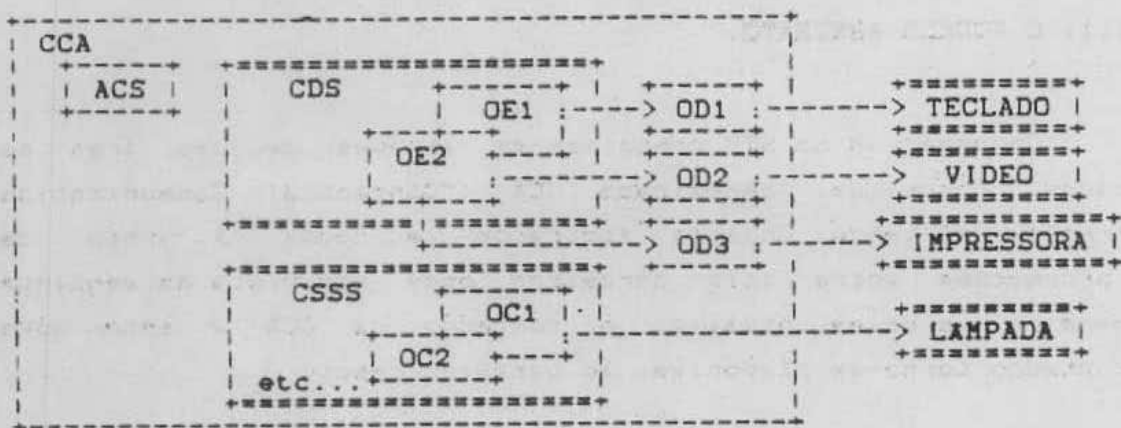 CCA
ACS CDS
OE1 OD1 TECLADO
OE2
OD2 VIDEO
OD3 IMPRESSORA
CSSS
OC1
LAMPADA
OC2
etc...